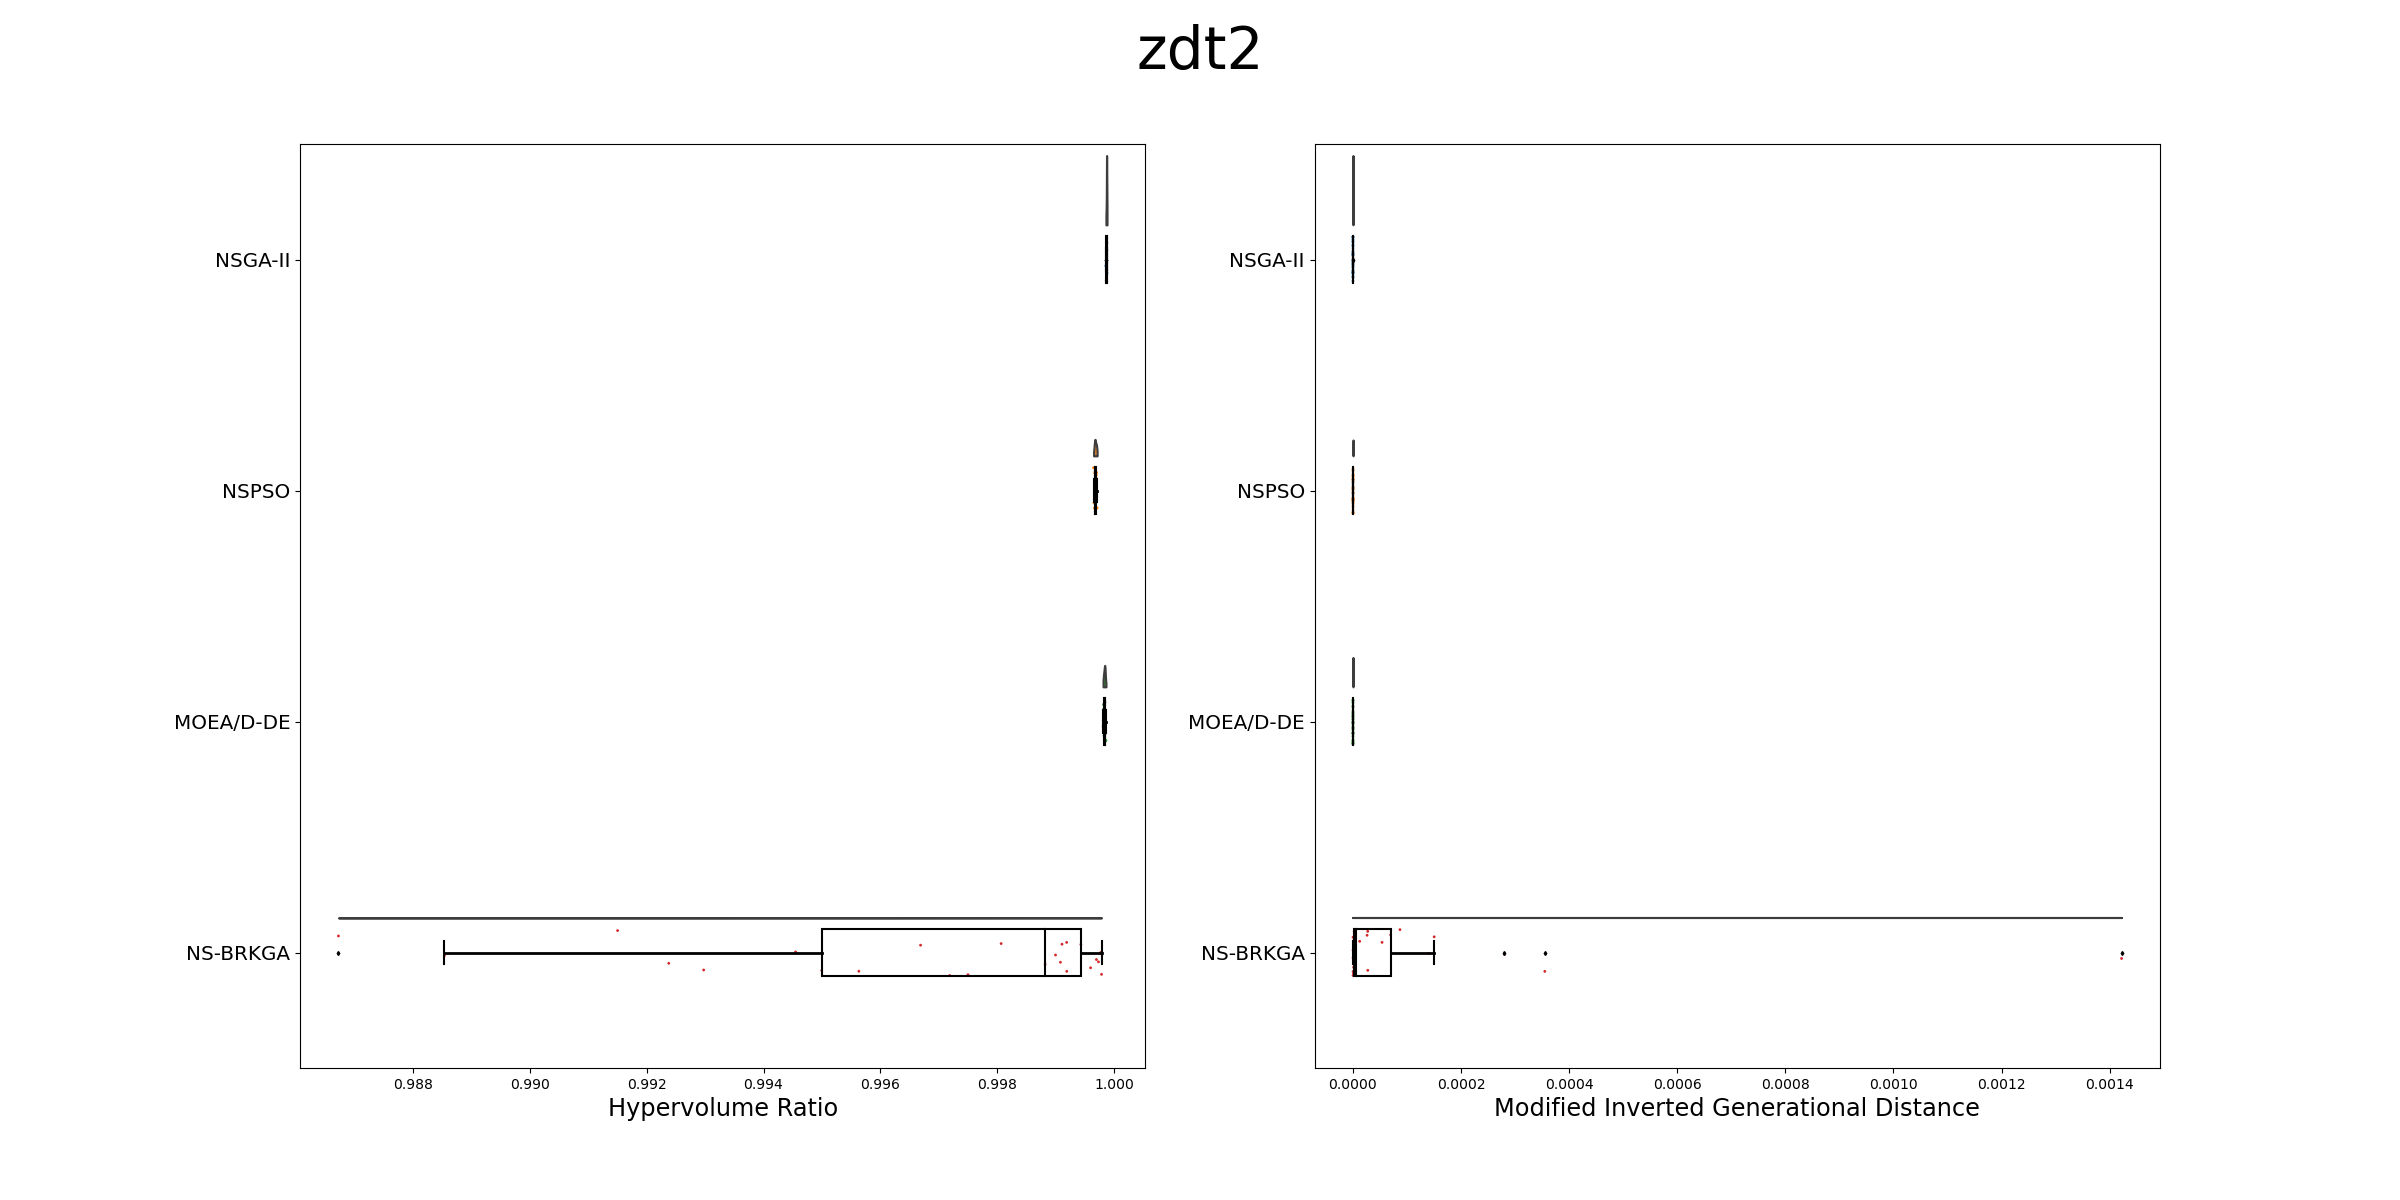 zdt2
NSGA-II
NSPSO
MOEA/D-DE
NS-BRKGA
0.988 0.990 0.992 0.994 0.996 0.998 1.000
Hypervolume Ratio
NSGA-II
NSPSO
MOEA/D-DE
NS-BRKGA
0.0000 0.0002 0.0004 0.0006 0.0008 0.0010 0.0012 0.0014
Modified Inverted Generational Distance